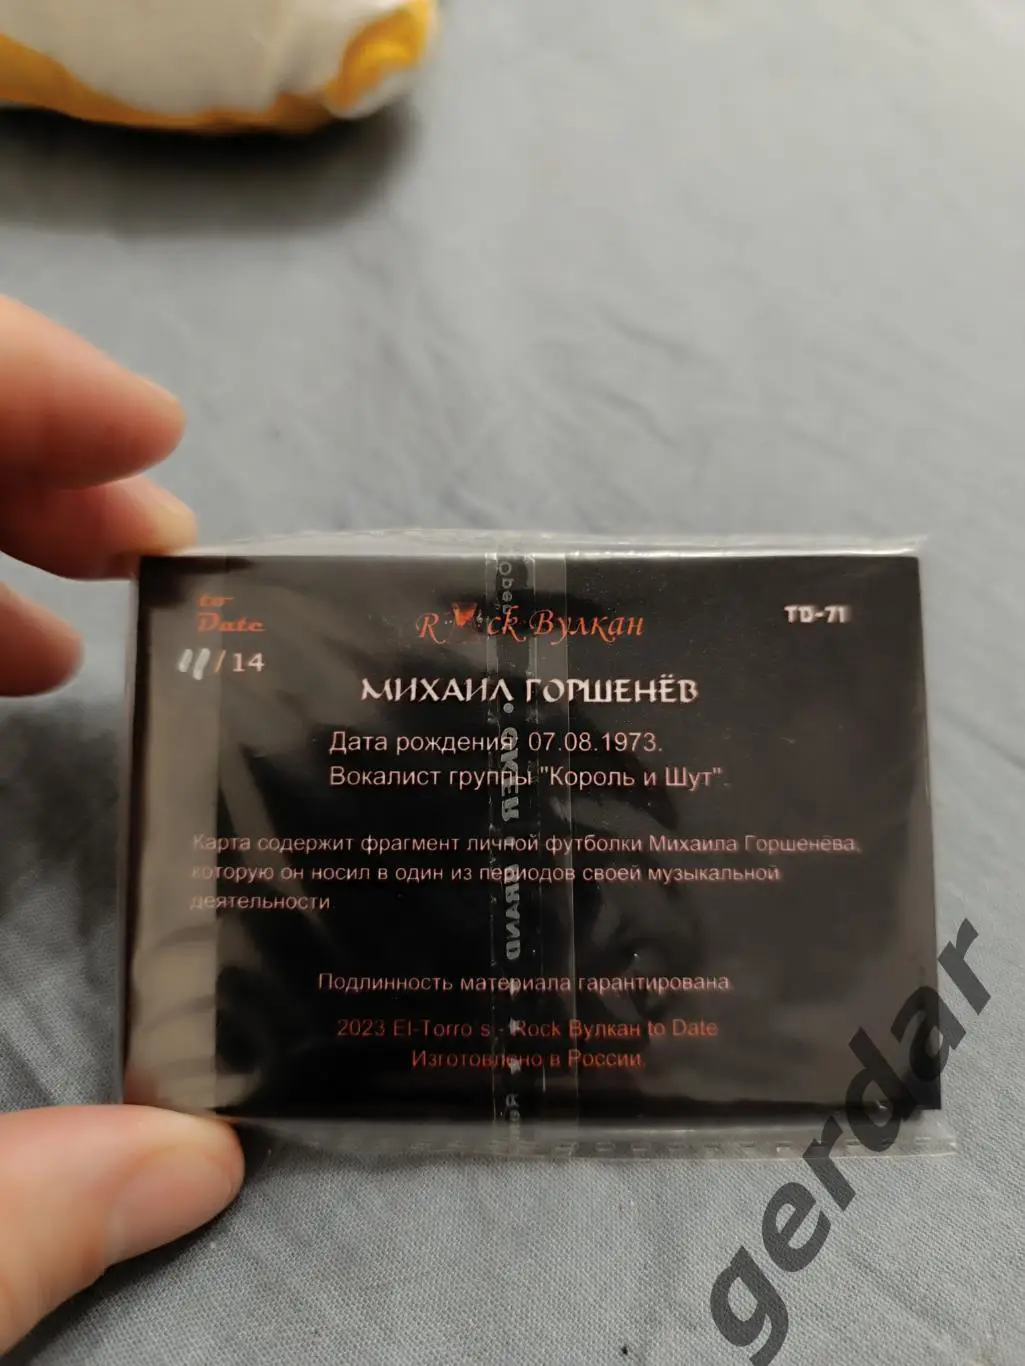 to
Date
R ck Вулкан
TD-71
11/14
МИХАИЛ ГОРШЕНЁВ
Дата рождения: 07.08.1973.
Вокалист группы "Король и Шут".
Карта содержит фрагмент личной футболки Михаила Горшенёва,
которую он носил в один из периодов своей музыкальной
деятельности.
Подлинность материала гарантирована.
2023 El-Torro's - Rock Вулкан to Date
Изготовлено в России.
gerdar